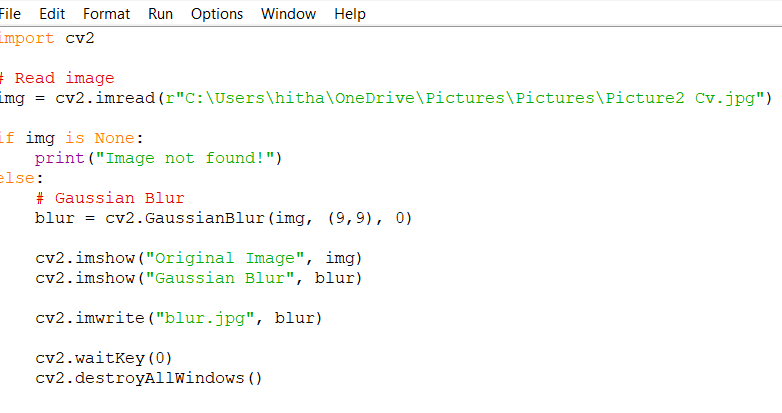 File Edit Format Run Options Window Help
import cv2
# Read image
img = cv2.imread(r"C:\Users\hitha\OneDrive\Pictures\Pictures\Picture2 Cv.jpg")
if img is None:
    print("Image not found!")
else:
    # Gaussian Blur
    blur = cv2.GaussianBlur(img, (9,9), 0)
    cv2.imshow("Original Image", img)
    cv2.imshow("Gaussian Blur", blur)
    cv2.imwrite("blur.jpg", blur)
    cv2.waitKey(0)
    cv2.destroyAllWindows()